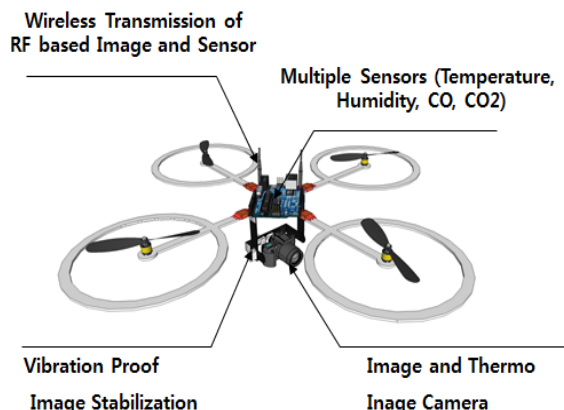 Wireless Transmission of
RF based Image and Sensor
Multiple Sensors (Temperature,
Humidity, CO, CO2)
Vibration Proof
Image Stabilization
Image and Thermo
Inage Camera